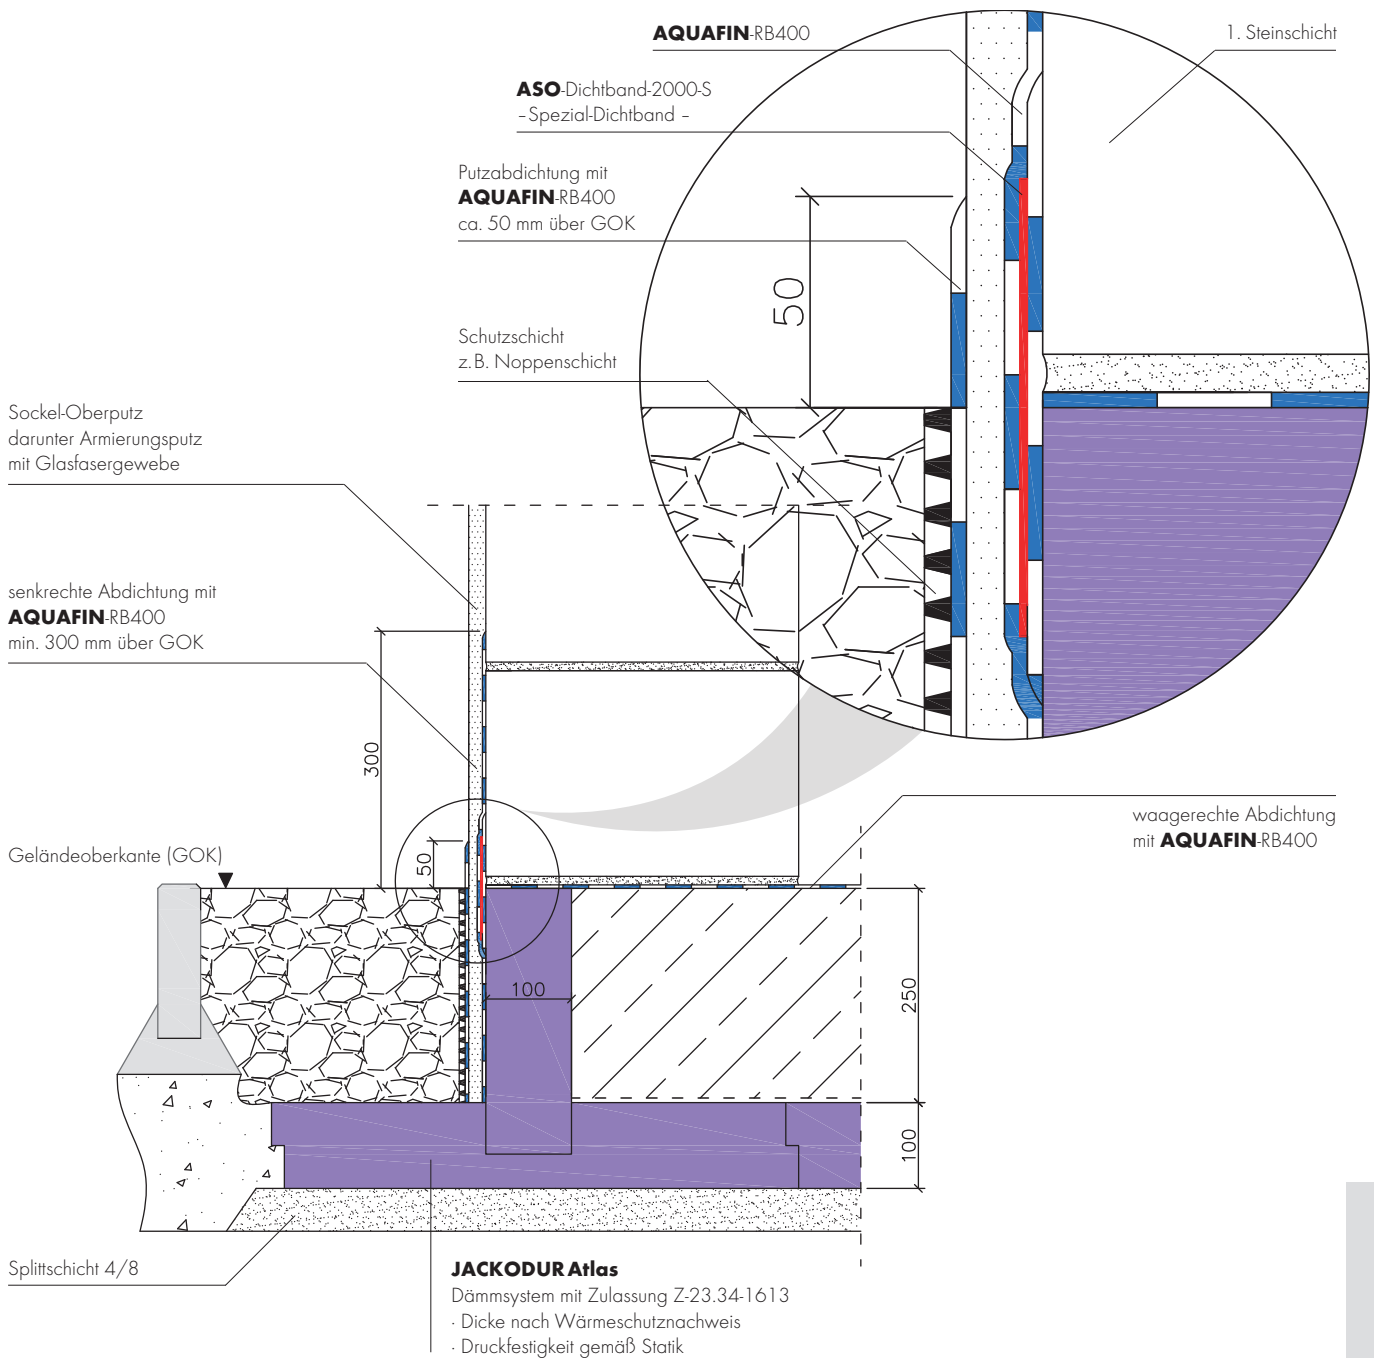 AQUAFIN-RB400
1. Steinschicht
ASO-Dichtband-2000-S
– Spezial-Dichtband –
Putzabdichtung mit
AQUAFIN-RB400
ca. 50 mm über GOK
50
Schutzschicht
z.B. Noppenschicht
Sockel-Oberputz
darunter Armierungsputz
mit Glasfasergewebe
senkrechte Abdichtung mit
AQUAFIN-RB400
min. 300 mm über GOK
300
waagerechte Abdichtung
mit AQUAFIN-RB400
Geländeoberkante (GOK)
50
100
250
100
Splittschicht 4/8
JACKODUR Atlas
Dämmsystem mit Zulassung Z-23.34-1613
· Dicke nach Wärmeschutznachweis
· Druckfestigkeit gemäß Statik